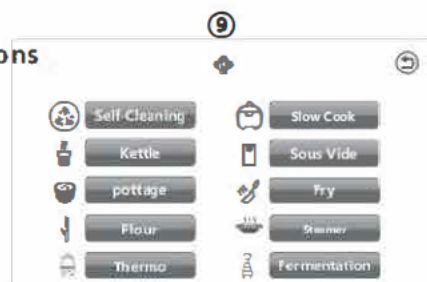 ⑨
ons
Self Cleaning
Slow Cook
Kettle
Sous Vide
pottage
Fry
Flour
Steamer
Thermo
Fermentation